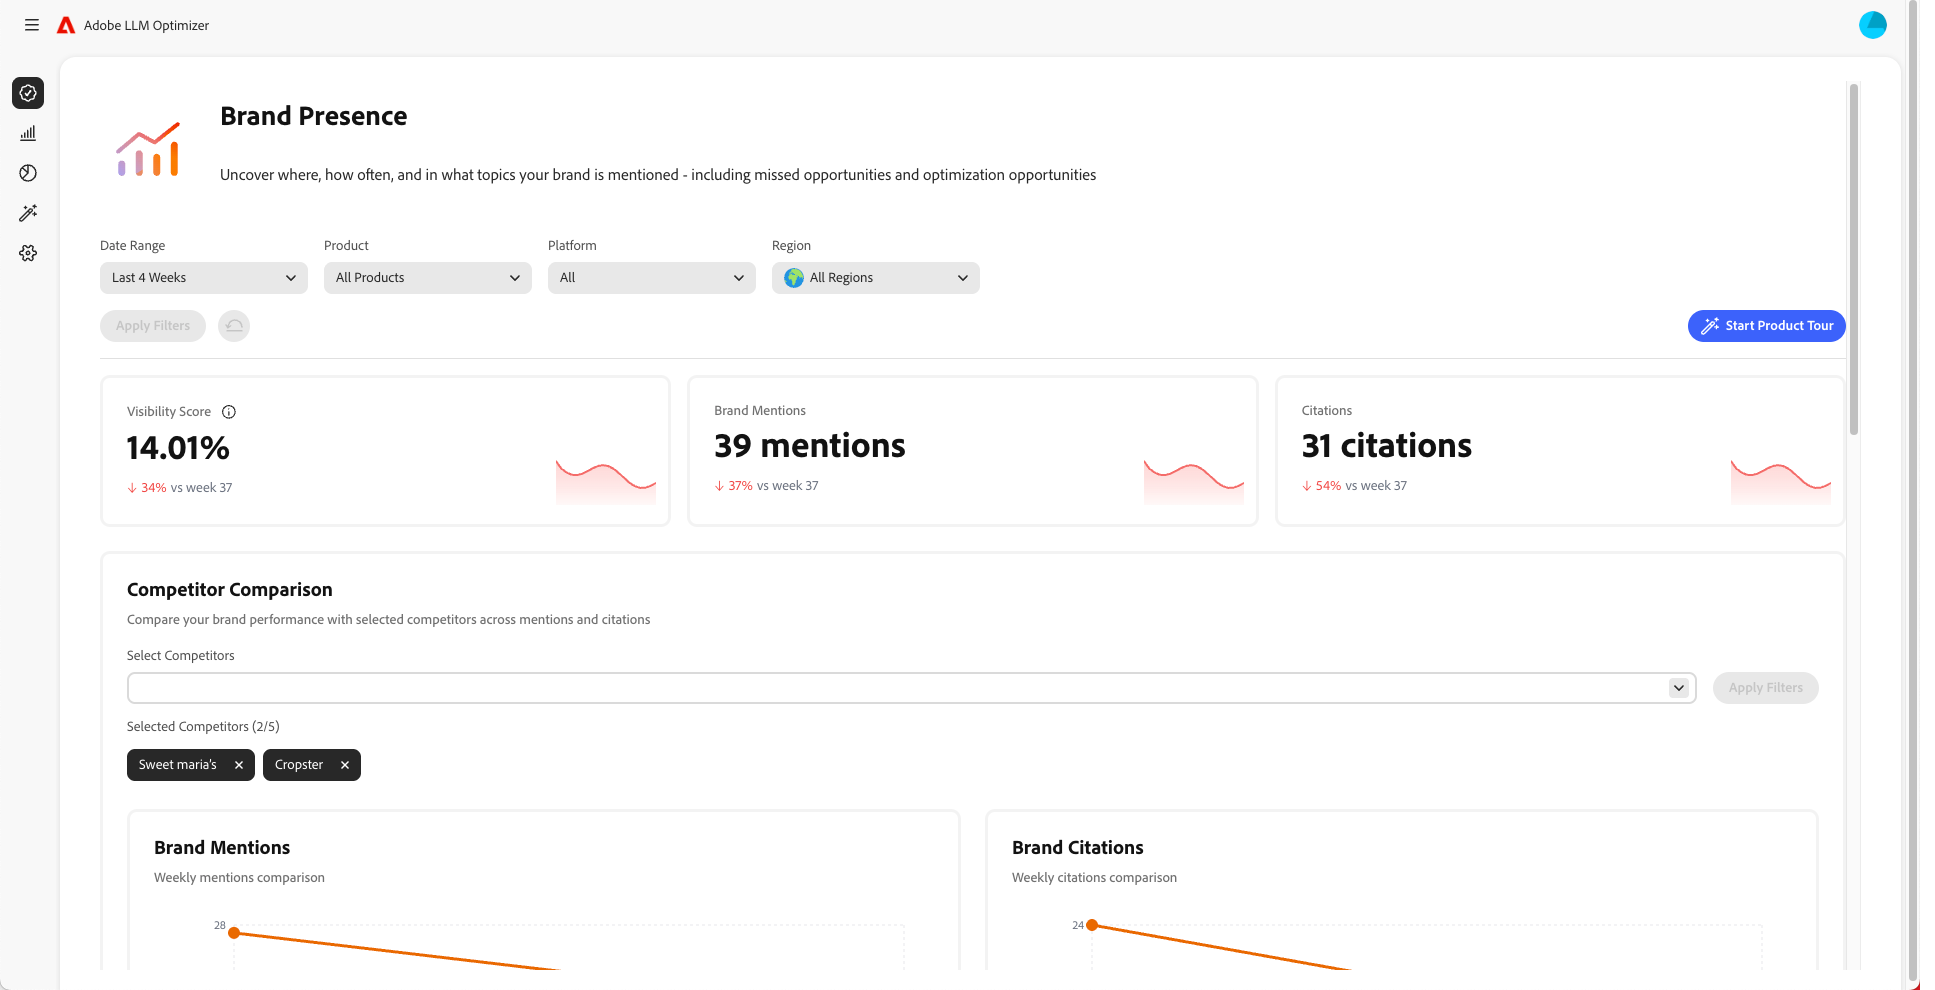 Adobe LLM Optimizer
Brand Presence
Uncover where, how often, and in what topics your brand is mentioned - including missed opportunities and optimization opportunities
Date Range
Product
Platform
Region
Last 4 Weeks
All Products
All
All Regions
Apply Filters
Start Product Tour
Visibility Score
14.01%
34% vs week 37
Brand Mentions
39 mentions
37% vs week 37
Citations
31 citations
54% vs week 37
Competitor Comparison
Compare your brand performance with selected competitors across mentions and citations
Select Competitors
Apply Filters
Selected Competitors (2/5)
Sweet maria's
Cropster
Brand Mentions
Weekly mentions comparison
28
Brand Citations
Weekly citations comparison
24